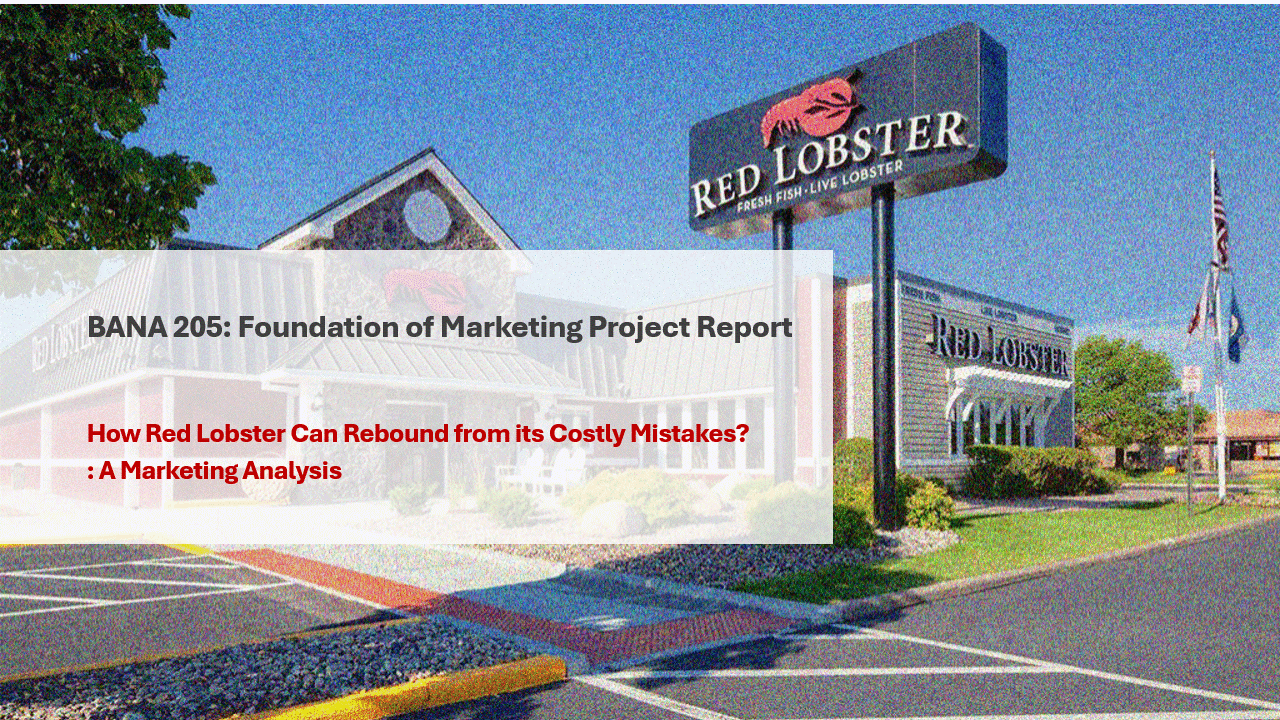 RED LOBSTER
FRESH FISH · LIVE LOBSTER
RED LOBSTER
BANA 205: Foundation of Marketing Project Report
How Red Lobster Can Rebound from its Costly Mistakes?
: A Marketing Analysis